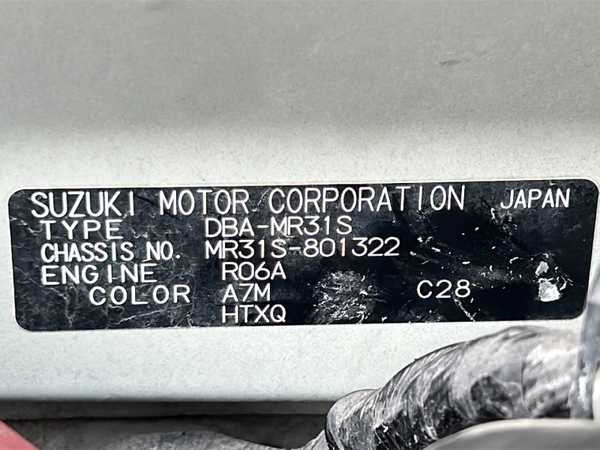 SUZUKI MOTOR CORPORATION JAPAN
TYPE DBA-MR31S
CHASSIS NO. MR31S-801322
ENGINE R06A
COLOR A7M C28
HTXQ